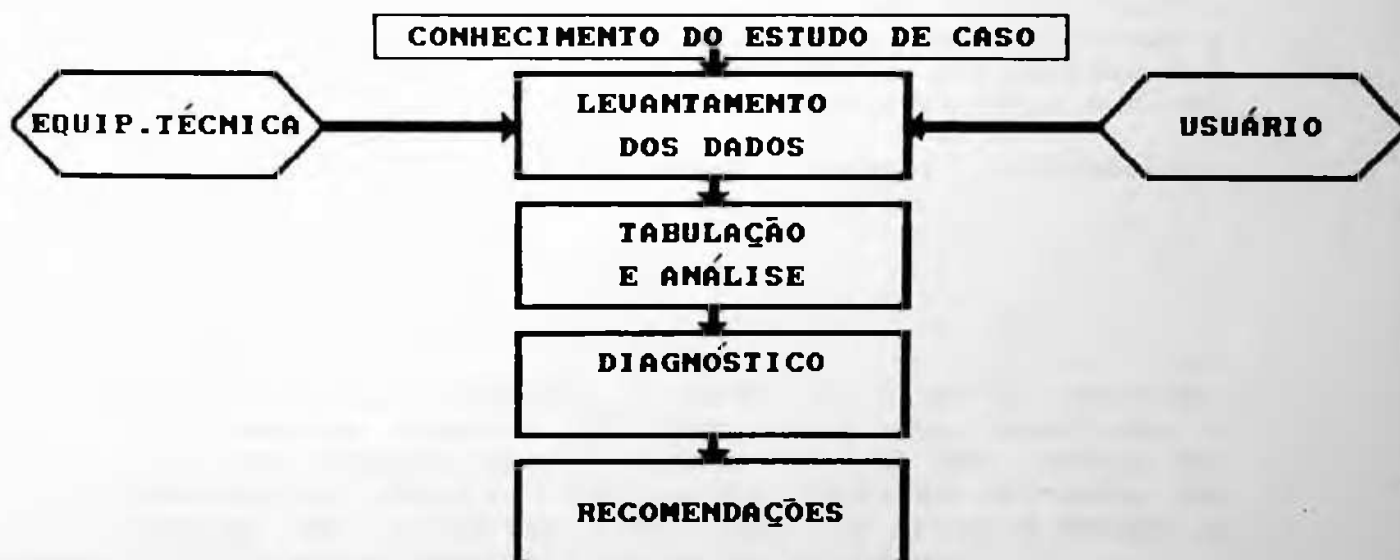 CONHECIMENTO DO ESTUDO DE CASO
EQUIP.TÉCNICA
LEVANTAMENTO
DOS DADOS
USUÁRIO
TABULAÇÃO
E ANÁLISE
DIAGNÓSTICO
RECOMENDAÇÕES